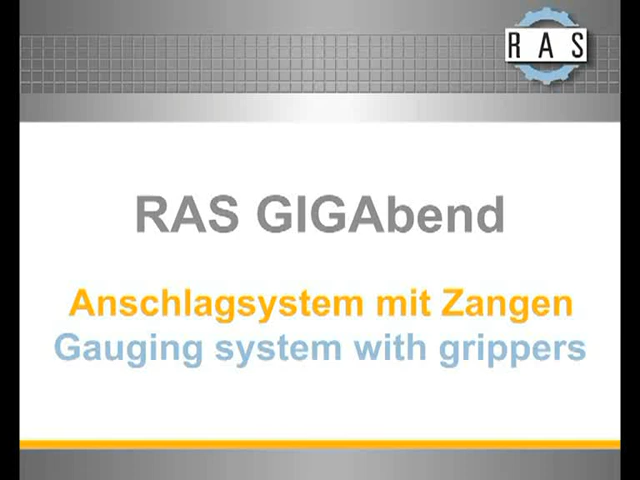 RAS
RAS GIGAbend
Anschlagsystem mit Zangen
Gauging system with grippers